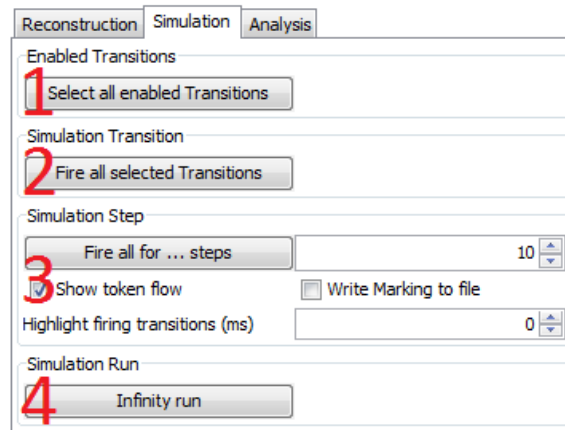 Reconstruction Simulation Analysis
Enabled Transitions
1 Select all enabled Transitions
Simulation Transition
2 Fire all selected Transitions
Simulation Step
Fire all for ... steps 10
3 Show token flow Write Marking to file
Highlight firing transitions (ms) 0
Simulation Run
4 Infinity run